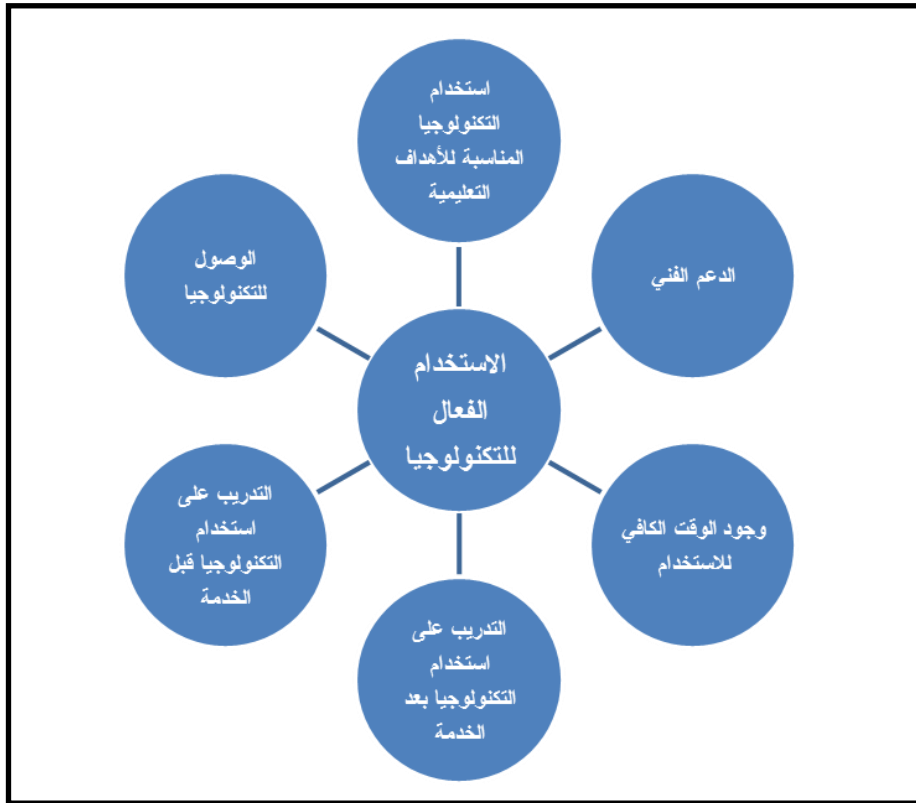 استخدام
التكنولوجيا
المناسبة للأهداف
التعليمية
الدعم الفني
الوصول
للتكنولوجيا
الاستخدام
الفعال
للتكنولوجيا
وجود الوقت الكافي
للاستخدام
التدريب على
استخدام
التكنولوجيا قبل
الخدمة
التدريب على
استخدام
التكنولوجيا بعد
الخدمة